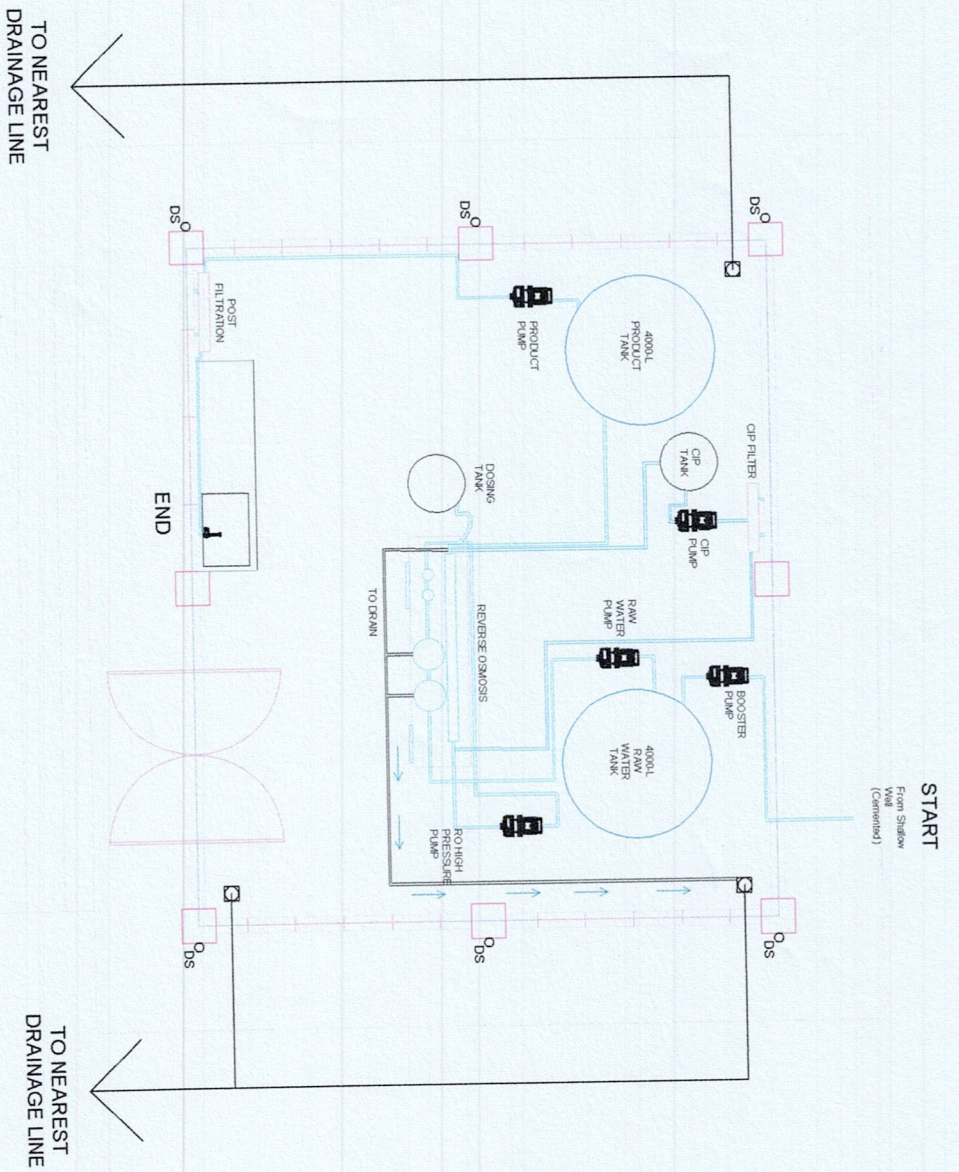 START
From Shallow
Well
(Cemented)
BOOSTER
PUMP
4000-L
RAW
WATER
TANK
RAW
WATER
PUMP
RO HIGH
PRESSURE
PUMP
REVERSE OSMOSIS
TO DRAIN
CIP FILTER
CIP
PUMP
CIP
TANK
DOSING
TANK
4000-L
PRODUCT
TANK
PRODUCT
PUMP
POST
FILTRATION
END
DS
DS
DS
DS
DS
DS
TO NEAREST
DRAINAGE LINE
TO NEAREST
DRAINAGE LINE